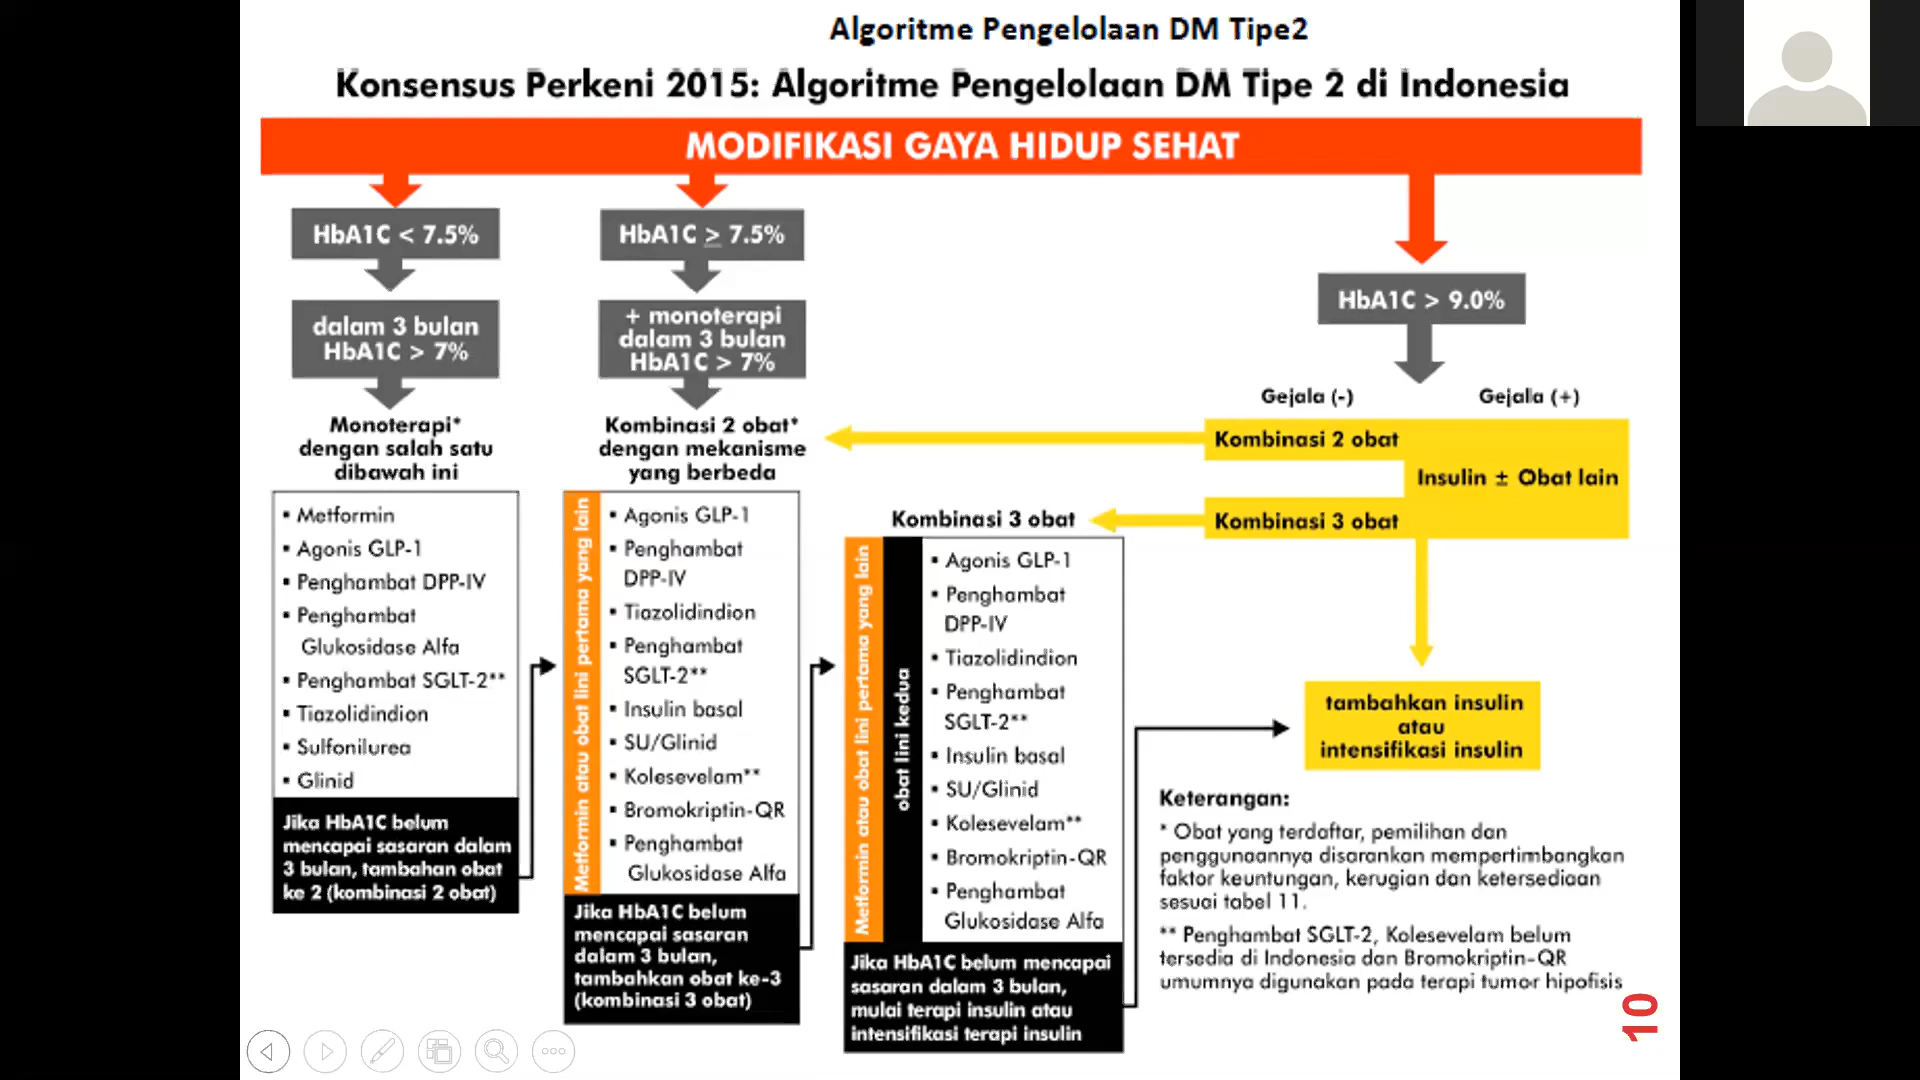 Algoritme Pengelolaan DM Tipe2
Konsensus Perkeni 2015: Algoritme Pengelolaan DM Tipe 2 di Indonesia
MODIFIKASI GAYA HIDUP SEHAT
HbA1C < 7.5%
dalam 3 bulan
HbA1C > 7%
Monoterapi*
dengan salah satu
dibawah ini
▪ Metformin
▪ Agonis GLP-1
▪ Penghambat DPP-IV
▪ Penghambat
Glukosidase Alfa
▪ Penghambat SGLT-2**
▪ Tiazolidindion
▪ Sulfonilurea
▪ Glinid
Jika HbA1C belum
mencapai sasaran dalam
3 bulan, tambahan obat
ke 2 (kombinasi 2 obat)
HbA1C ≥ 7.5%
+ monoterapi
dalam 3 bulan
HbA1C > 7%
Kombinasi 2 obat*
dengan mekanisme
yang berbeda
Metformin atau obat lini pertama yang lain
▪ Agonis GLP-1
▪ Penghambat
DPP-IV
▪ Tiazolidindion
▪ Penghambat
SGLT-2**
▪ Insulin basal
▪ SU/Glinid
▪ Kolesevelam**
▪ Bromokriptin-QR
▪ Penghambat
Glukosidase Alfa
Jika HbA1C belum
mencapai sasaran
dalam 3 bulan,
tambahkan obat ke-3
(kombinasi 3 obat)
Kombinasi 3 obat
Metformin atau obat lini pertama yang lain
obat lini kedua
▪ Agonis GLP-1
▪ Penghambat
DPP-IV
▪ Tiazolidindion
▪ Penghambat
SGLT-2**
▪ Insulin basal
▪ SU/Glinid
▪ Kolesevelam**
▪ Bromokriptin-QR
▪ Penghambat
Glukosidase Alfa
Jika HbA1C belum mencapai
sasaran dalam 3 bulan,
mulai terapi insulin atau
intensifikasi terapi insulin
HbA1C > 9.0%
Gejala (-)
Gejala (+)
Kombinasi 2 obat
Insulin ± Obat lain
Kombinasi 3 obat
tambahkan insulin
atau
intensifikasi insulin
Keterangan:
* Obat yang terdaftar, pemilihan dan
penggunaannya disarankan mempertimbangkan
faktor keuntungan, kerugian dan ketersediaan
sesuai tabel 11.
** Penghambat SGLT-2, Kolesevelam belum
tersedia di Indonesia dan Bromokriptin-QR
umumnya digunakan pada terapi tumor hipofisis
10